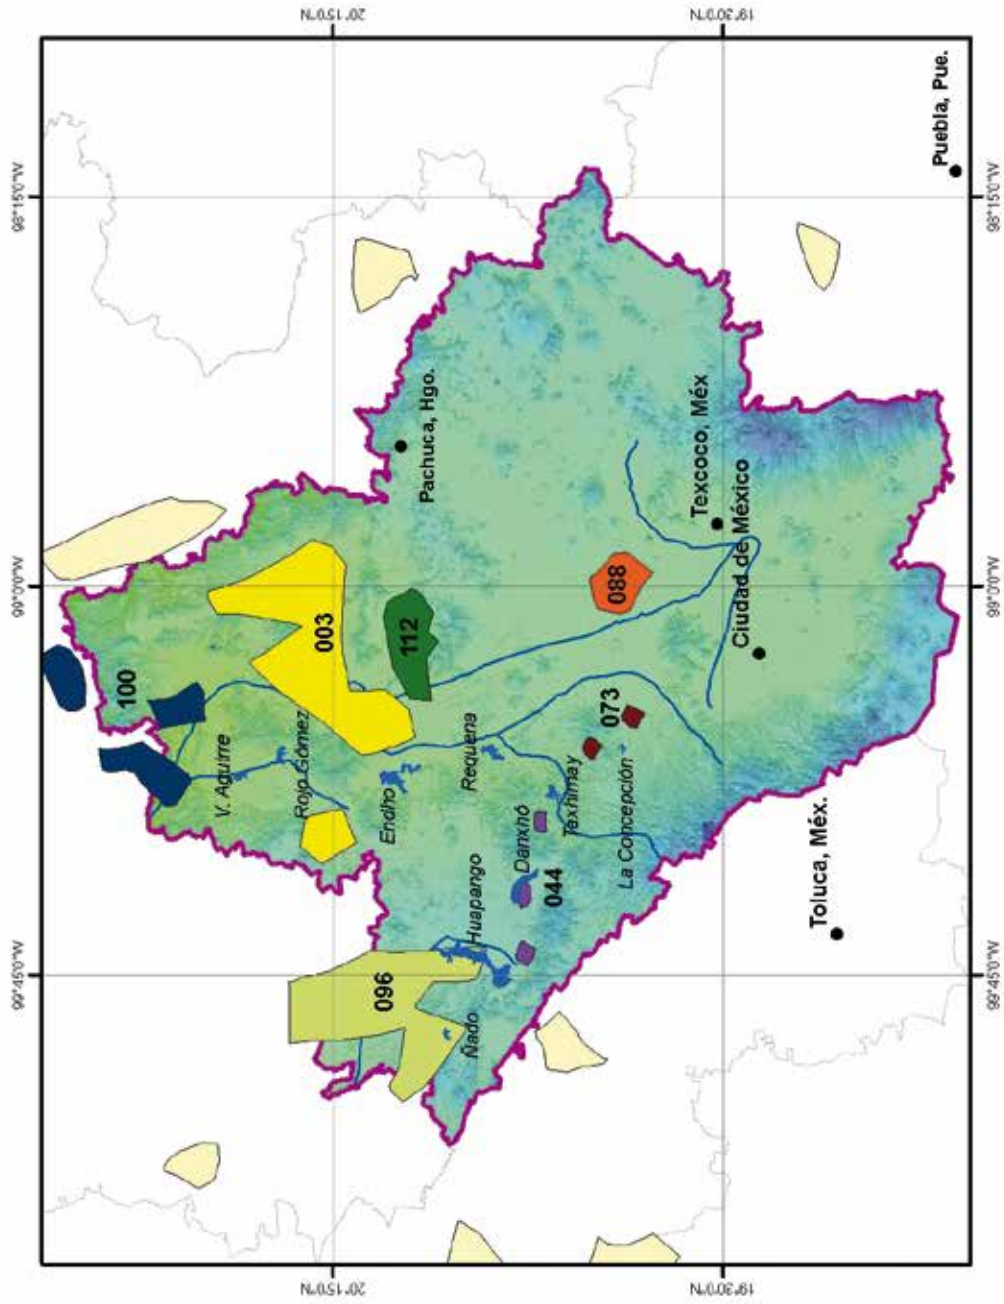 99°45'0"W 99°0'0"W 98°15'0"W
100
V. Aguirre
Rojo Gómez
003
20°15'0"N 20°15'0"N
096
Endho
112
Pachuca, Hgo.
Ñado
Huapango
Requena
Danxhó
044
Texhimay
073
088
La Concepción
Texcoco, Méx
19°30'0"N 19°30'0"N
Ciudad de México
Toluca, Méx.
Puebla, Pue.
99°45'0"W 99°0'0"W 98°15'0"W